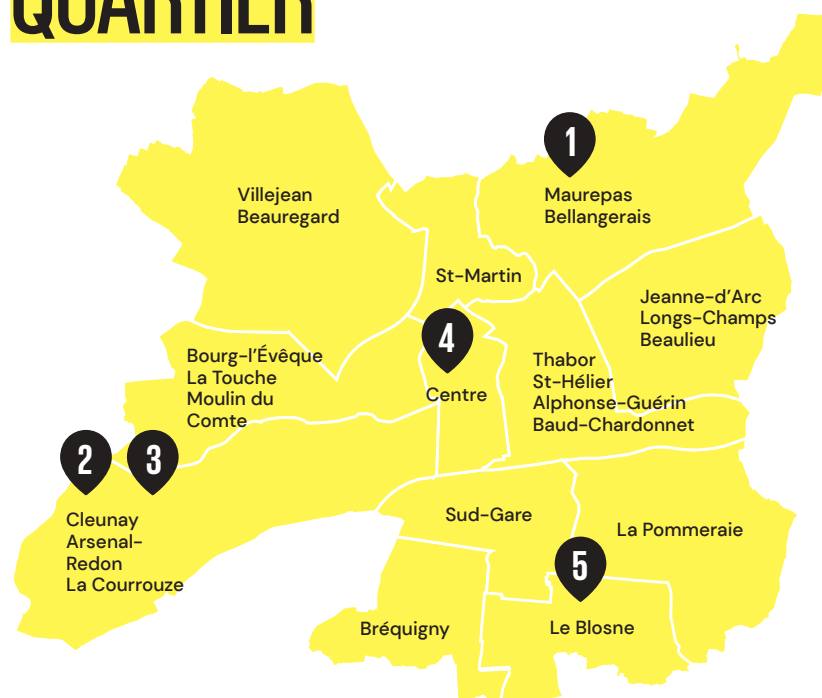 QUARTIER
1
Maurepas
Bellangerais
Villejean
Beauregard
St-Martin
Jeanne-d'Arc
Longs-Champs
Beaulieu
4
Centre
Bourg-l'Évêque
La Touche
Moulin du
Comte
Thabor
St-Hélier
Alphonse-Guérin
Baud-Chardonnet
2
3
Cleunay
Arsenal-
Redon
La Courrouze
Sud-Gare
La Pommeraie
5
Bréquigny
Le Blosne